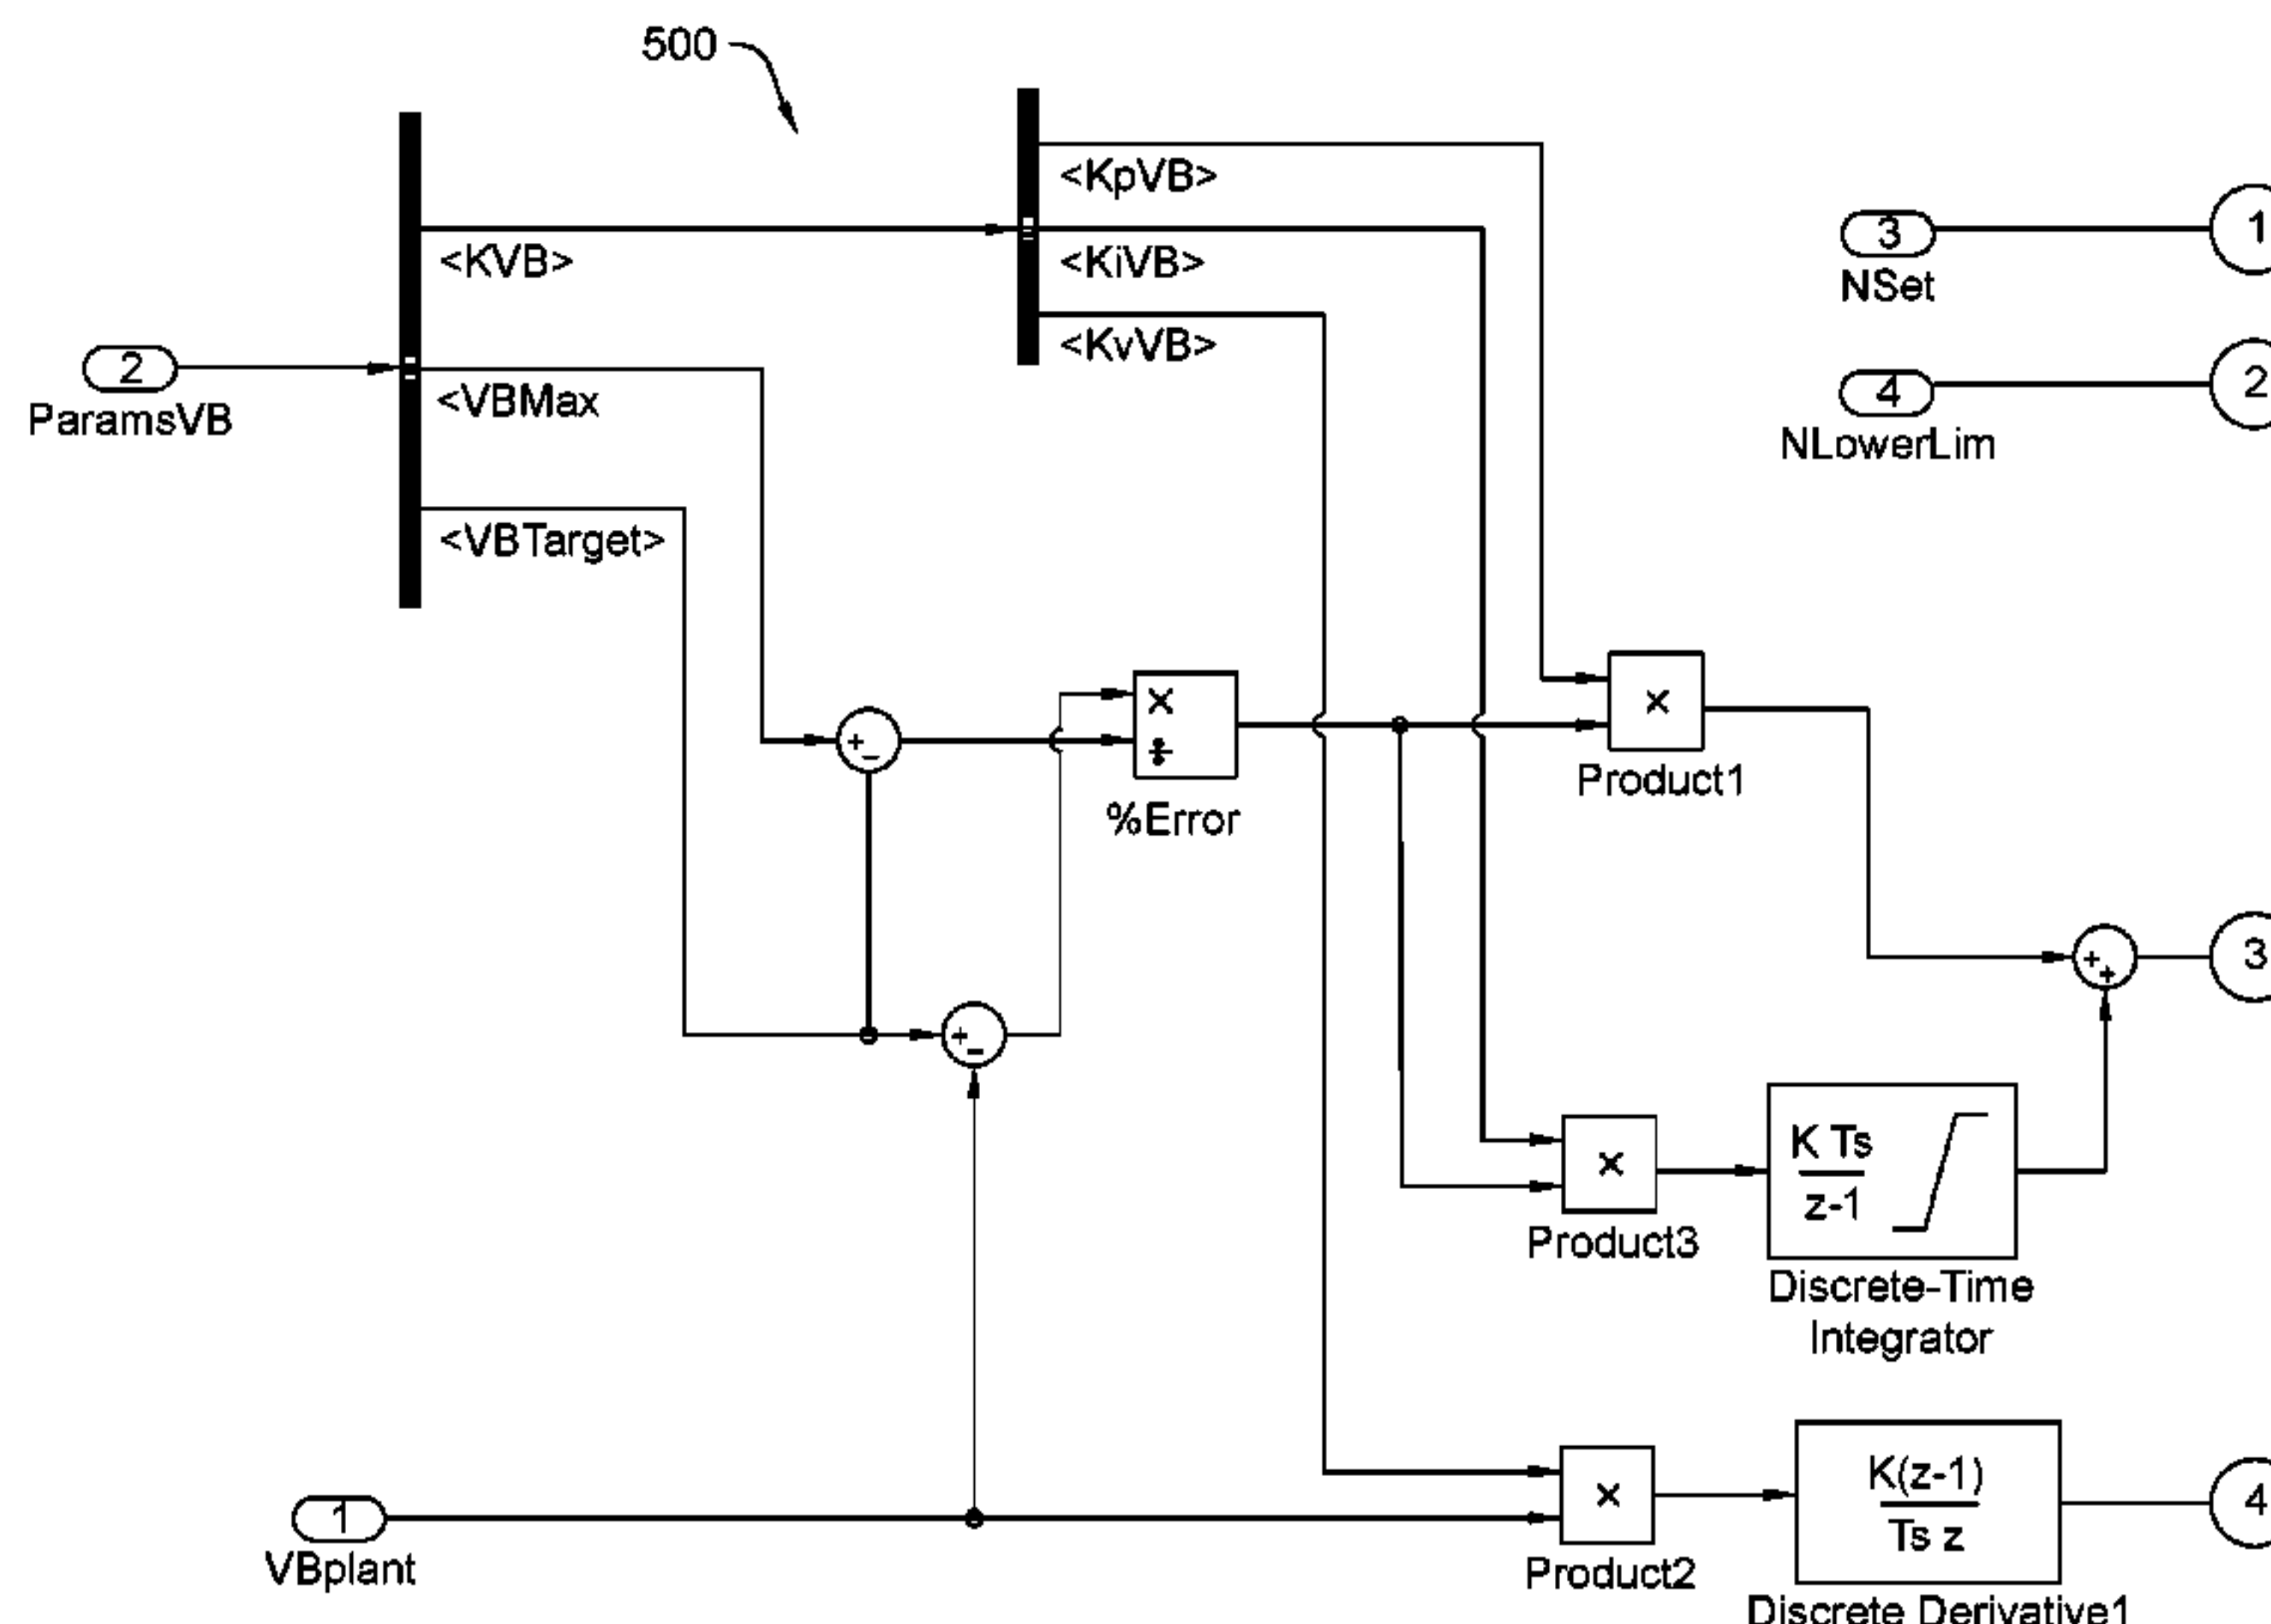 500
<KpVB>
<KVB>
<KiVB>
<KvVB>
2
ParamsVB
<VBMax
<VBTarget>
3
NSet
1
4
NLowerLim
2
+
−
×
÷
%Error
×
Product1
+
-
+
+
3
×
Product3
K Ts
z-1
Discrete-Time
Integrator
1
VBplant
×
Product2
K(z-1)
Ts z
Discrete Derivative1
4